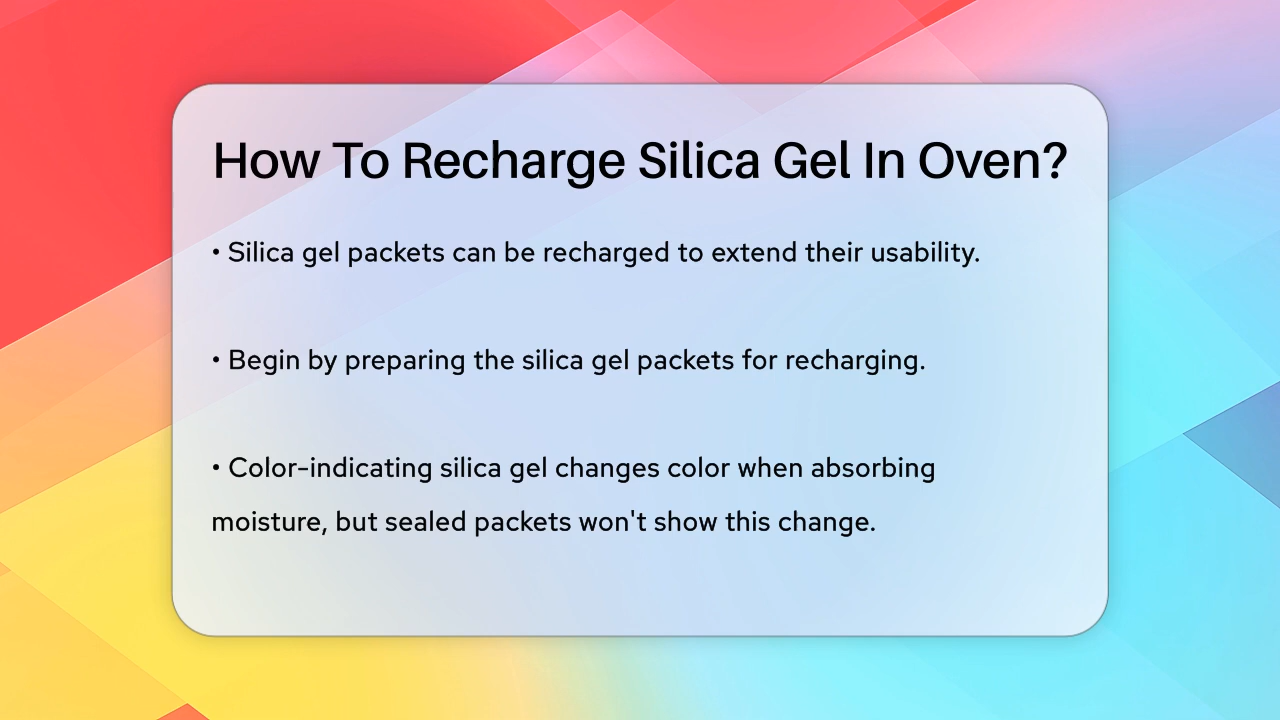 How To Recharge Silica Gel In Oven?
• Silica gel packets can be recharged to extend their usability.
• Begin by preparing the silica gel packets for recharging.
• Color-indicating silica gel changes color when absorbing
moisture, but sealed packets won't show this change.